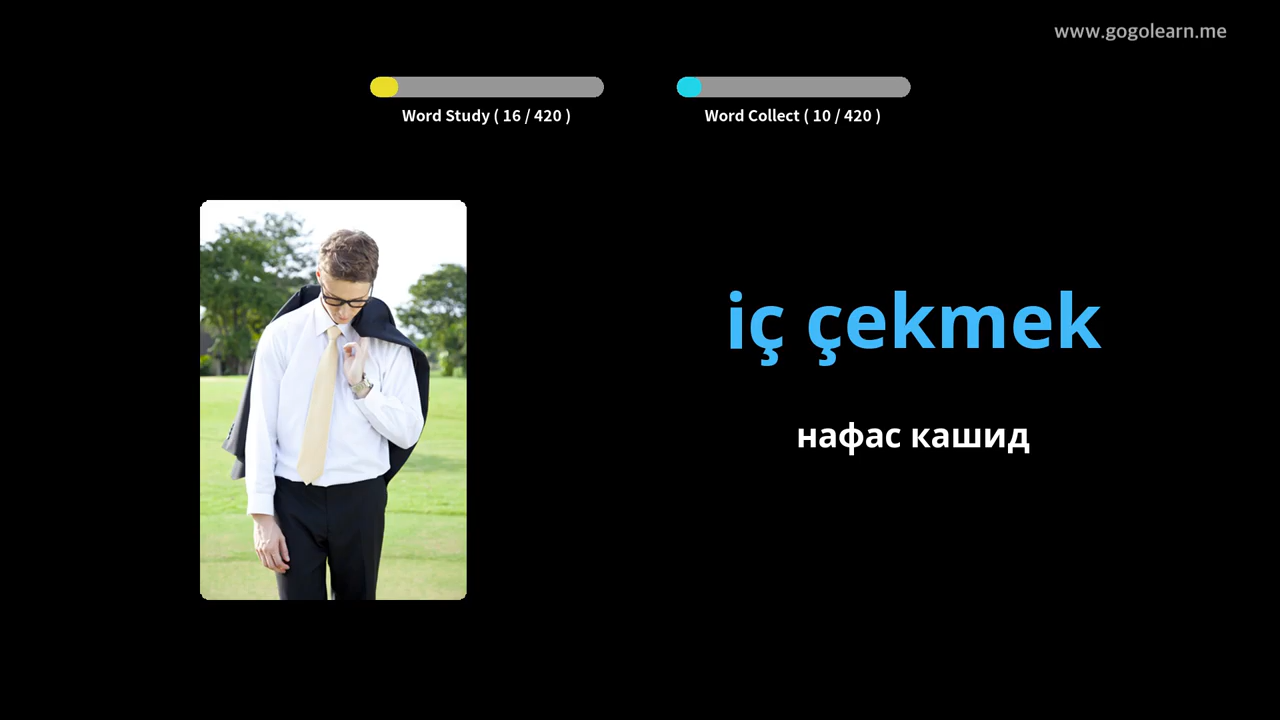 www.gogolearn.me
Word Study ( 16 / 420 )
Word Collect ( 10 / 420 )
iç çekmek
нафас кашид